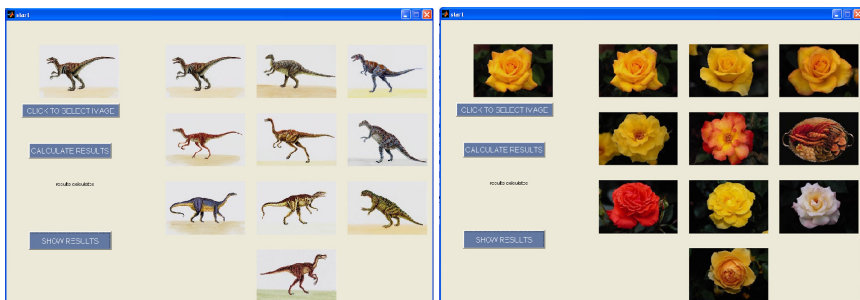 start
CLICK TO SELECT IMAGE
CALCULATE RESULTS
results calculated
SHOW RESULTS
start
CLICK TO SELECT IMAGE
CALCULATE RESULTS
results calculated
SHOW RESULTS